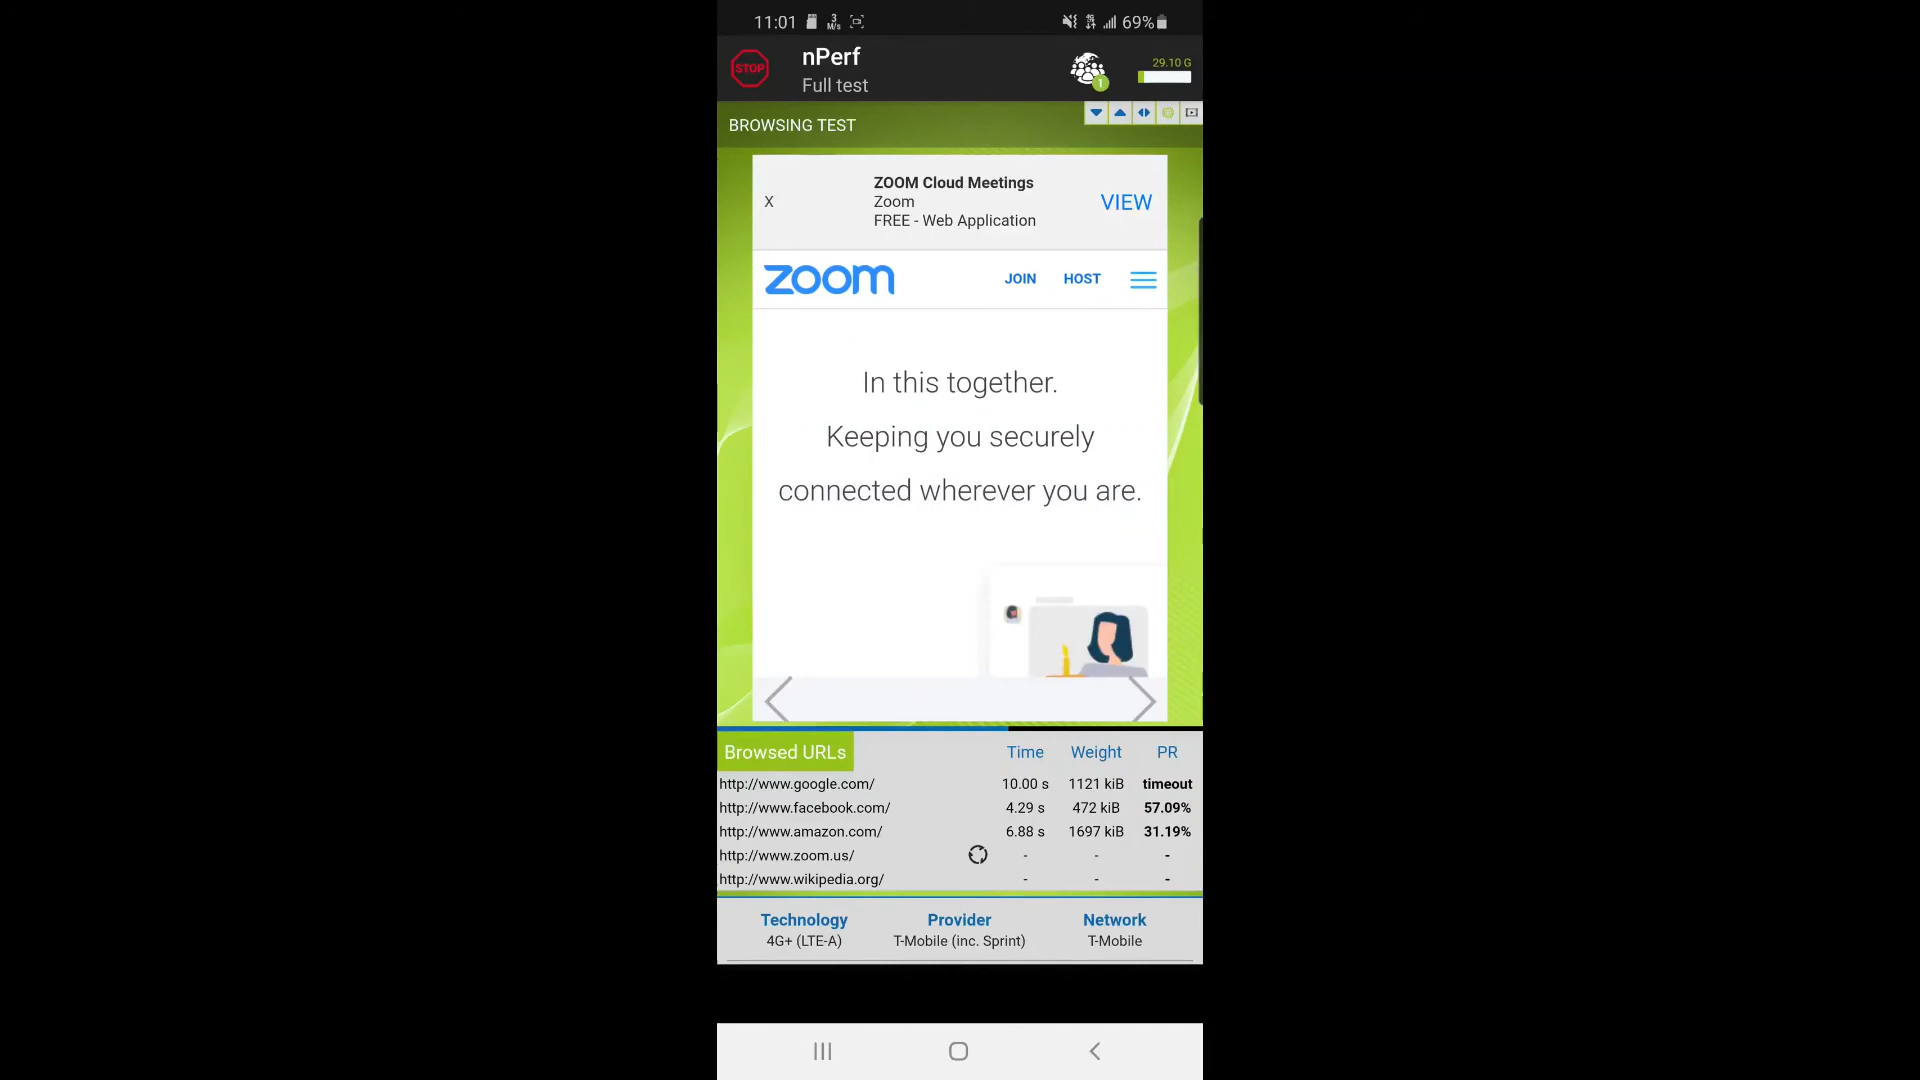 11:01 3 M/s 69%
STOP nPerf 29.10 G
Full test 1
BROWSING TEST
ZOOM Cloud Meetings
X Zoom VIEW
FREE - Web Application
zoom JOIN HOST
In this together.
Keeping you securely
connected wherever you are.
Browsed URLs Time Weight PR
http://www.google.com/ 10.00 s 1121 kiB timeout
http://www.facebook.com/ 4.29 s 472 kiB 57.09%
http://www.amazon.com/ 6.88 s 1697 kiB 31.19%
http://www.zoom.us/ - - -
http://www.wikipedia.org/ - - -
Technology Provider Network
4G+ (LTE-A) T-Mobile (inc. Sprint) T-Mobile